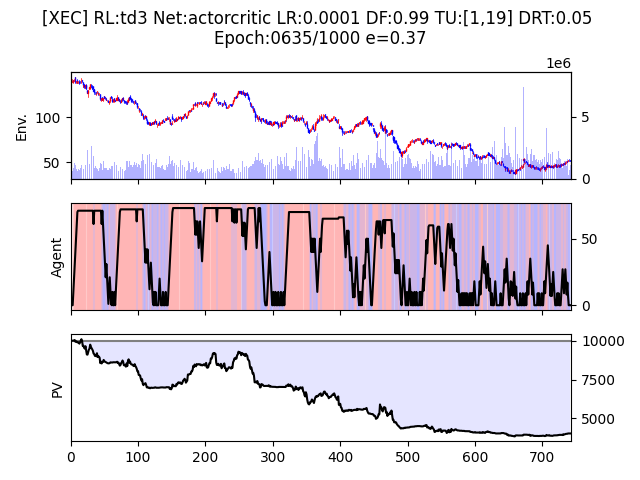 [XEC] RL:td3 Net:actorcritic LR:0.0001 DF:0.99 TU:[1,19] DRT:0.05
Epoch:0635/1000 e=0.37
1e6
Env.
100
50
5
0
Agent
50
0
PV
10000
7500
5000
0 100 200 300 400 500 600 700